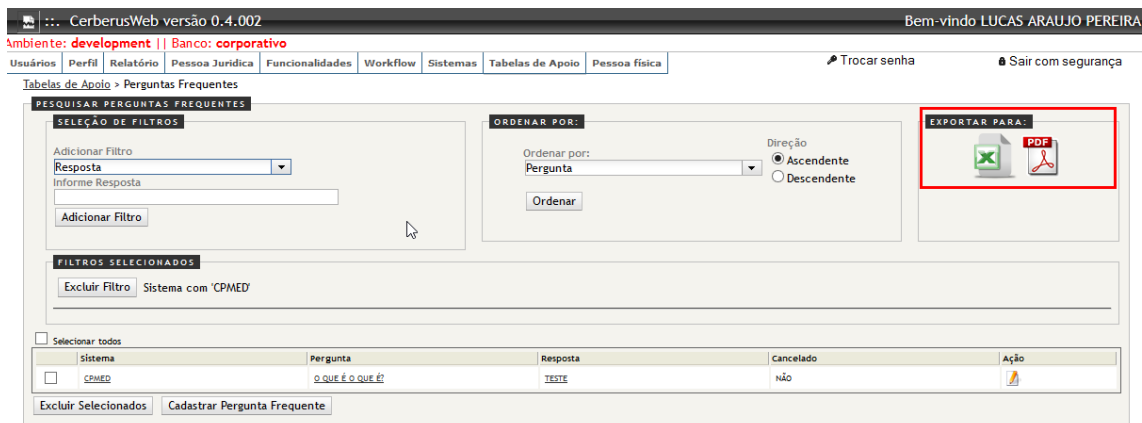 ::. CerberusWeb versão 0.4.002 Bem-vindo LUCAS ARAUJO PEREIRA
Ambiente: development || Banco: corporativo
Usuários Perfil Relatório Pessoa Juridica Funcionalidades Workflow Sistemas Tabelas de Apoio Pessoa física Trocar senha Sair com segurança
Tabelas de Apoio > Perguntas Frequentes
PESQUISAR PERGUNTAS FREQUENTES
SELEÇÃO DE FILTROS
Adicionar Filtro
Resposta
Informe Resposta
Adicionar Filtro
ORDENAR POR:
Ordenar por:
Pergunta
Direção
Ascendente
Descendente
Ordenar
EXPORTAR PARA:
PDF
FILTROS SELECIONADOS
Excluir Filtro Sistema com 'CPMED'
Selecionar todos
Sistema Pergunta Resposta Cancelado Ação
CPMED O QUE É O QUE É? TESTE NÃO
Excluir Selecionados Cadastrar Pergunta Frequente